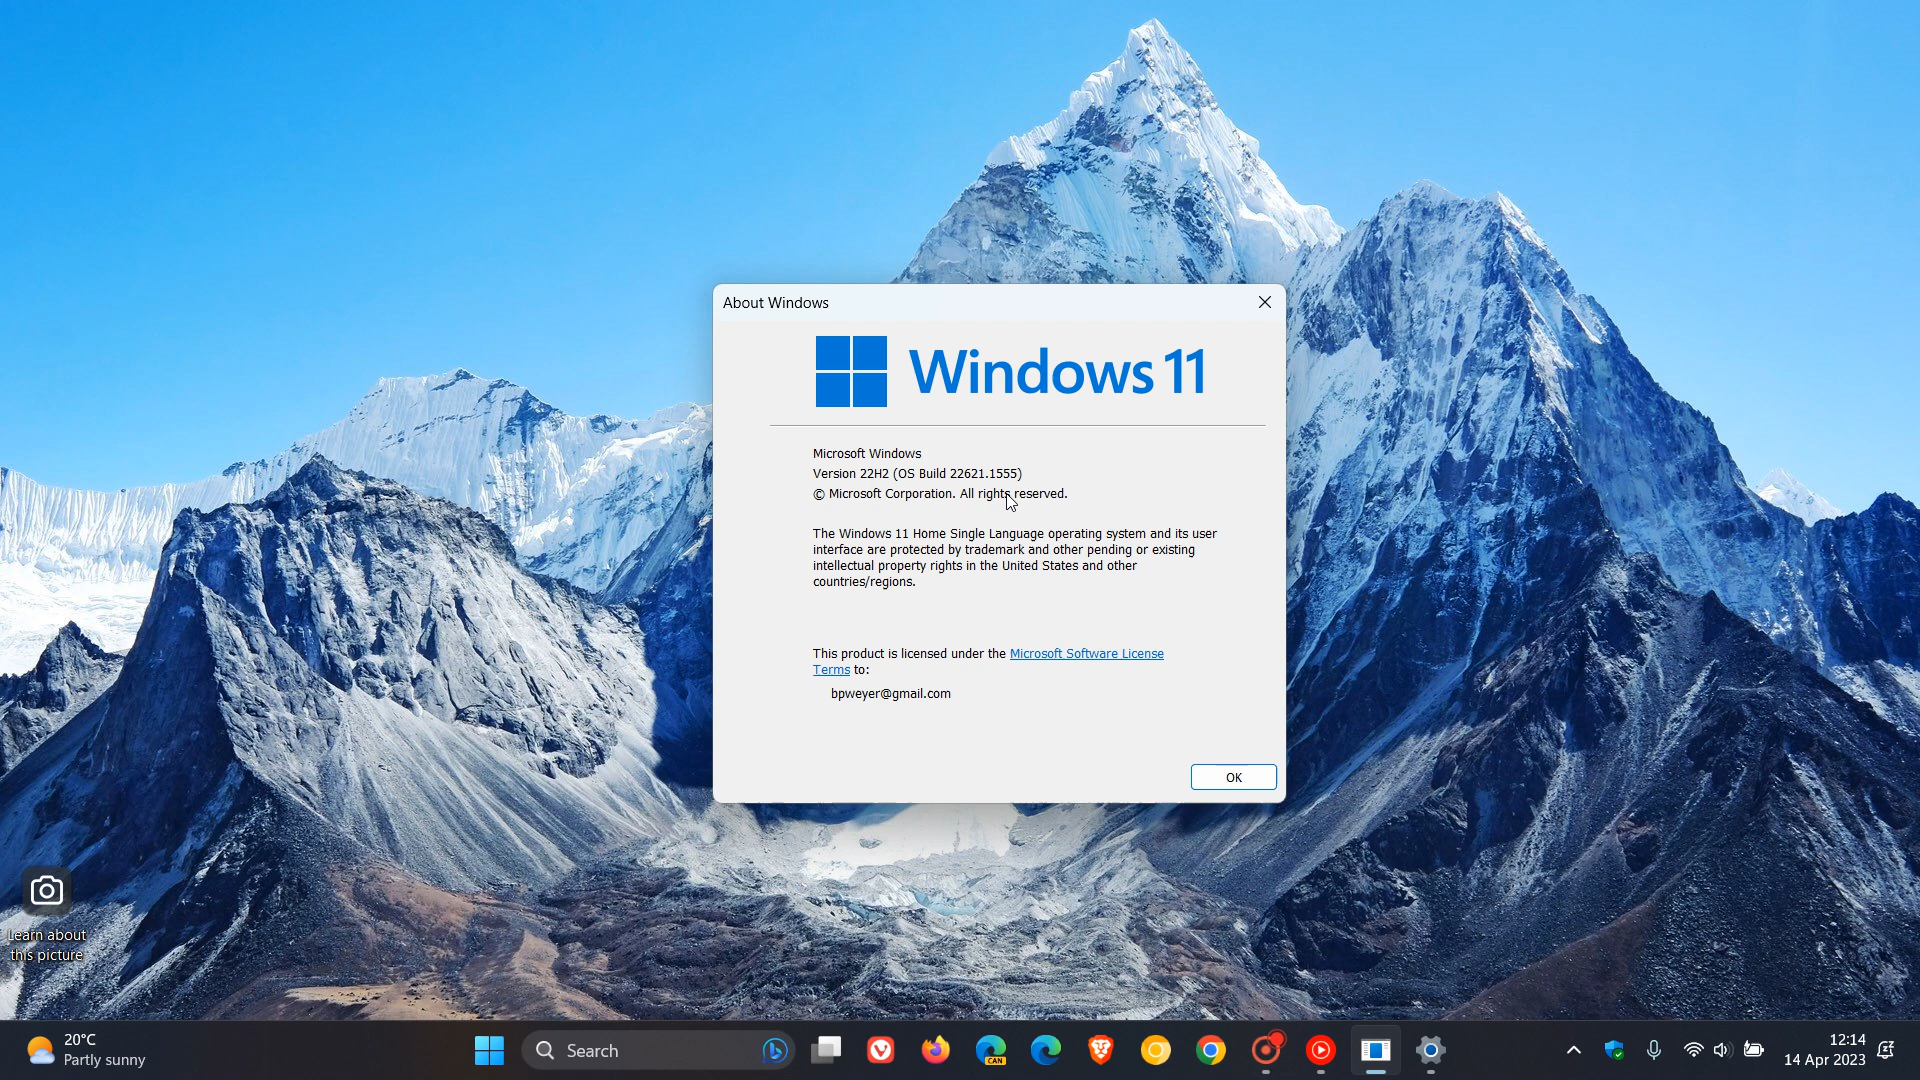 About Windows
Windows 11
Microsoft Windows
Version 22H2 (OS Build 22621.1555)
© Microsoft Corporation. All rights reserved.
The Windows 11 Home Single Language operating system and its user
interface are protected by trademark and other pending or existing
intellectual property rights in the United States and other
countries/regions.
This product is licensed under the Microsoft Software License
Terms to:
bpweyer@gmail.com
OK
Learn about
this picture
20°C
Partly sunny
Search
CAN
12:14
14 Apr 2023